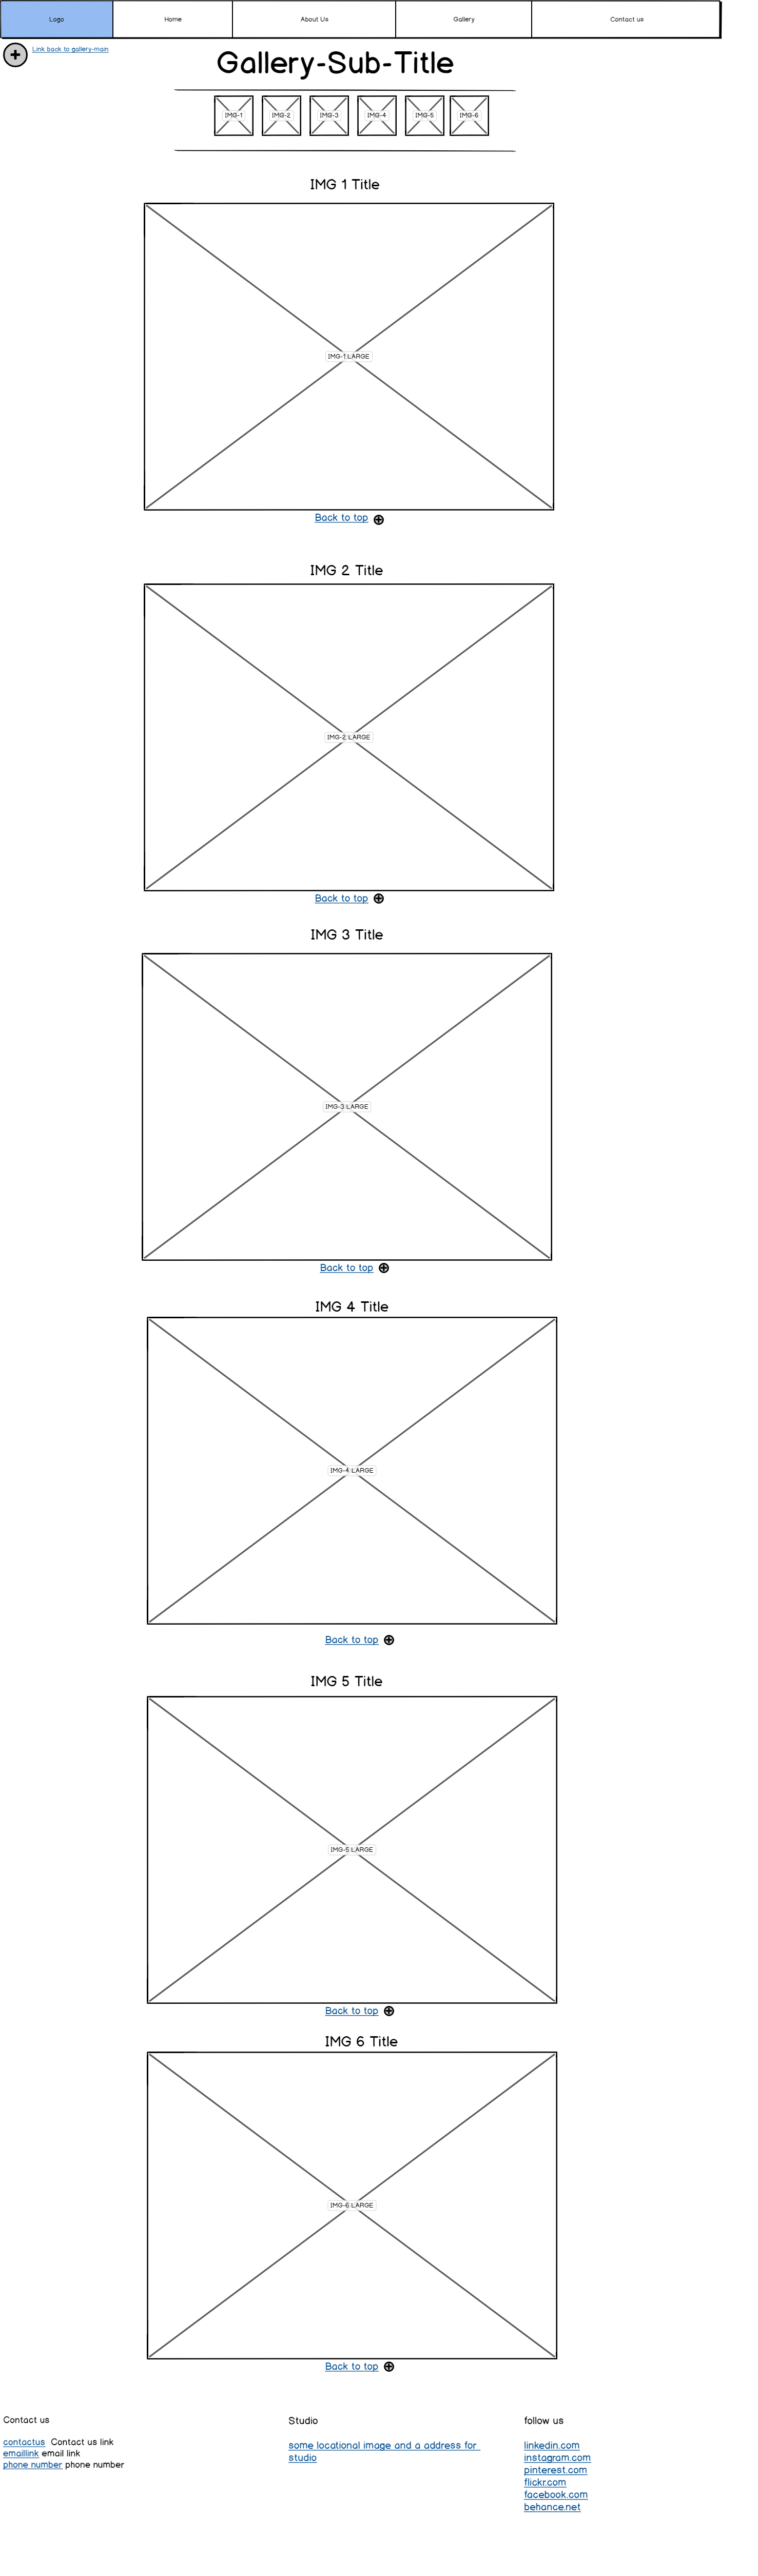 Logo
Home
About Us
Gallery
Contact us
Link back to gallery-main
Gallery-Sub-Title
IMG-1
IMG-2
IMG-3
IMG-4
IMG-5
IMG-6
IMG 1 Title
IMG-1 LARGE
Back to top
IMG 2 Title
IMG-2 LARGE
Back to top
IMG 3 Title
IMG-3 LARGE
Back to top
IMG 4 Title
IMG-4 LARGE
Back to top
IMG 5 Title
IMG-5 LARGE
Back to top
IMG 6 Title
IMG-6 LARGE
Back to top
Contact us
contactus Contact us link
emaillink email link
phone number phone number
Studio
some locational image and a address for
studio
follow us
linkedin.com
instagram.com
pinterest.com
flickr.com
facebook.com
behance.net